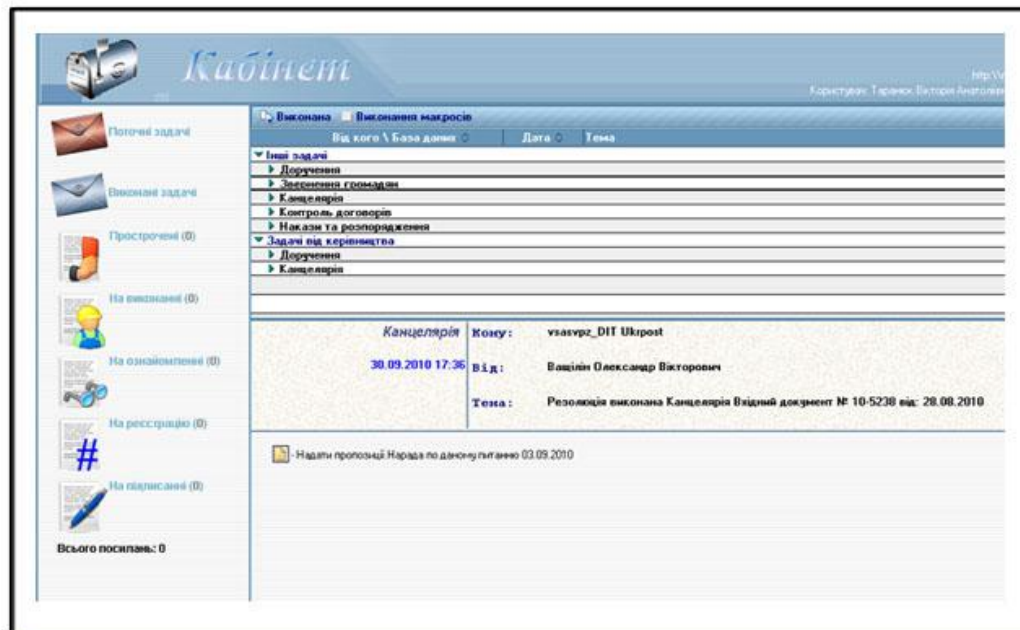 Кабінет
http:\\
Користувач: Таранюк Вікторія Анатоліїв
Поточні задачі
Виконані задачі
Прострочені (0)
На виконанні (0)
На ознайомленні (0)
На реєстрацію (0)
На підписанні (0)
Всього посилань: 0
Виконана Виконання макросів
Від кого \ База даних Дата Тема
Інші задачі
Доручення
Звернення громадян
Канцелярія
Контроль договорів
Накази та розпорядження
Задачі від керівництва
Доручення
Канцелярія
Канцелярія Кому: vsasvpz_DIT Ukrpost
30.09.2010 17:36 Від: Ващілін Олександр Вікторович
Тема: Резолюція виконана Канцелярія Вхідний документ № 10-5238 від: 28.08.2010
- Надати пропозиції.Нарада по даному питанню 03.09.2010